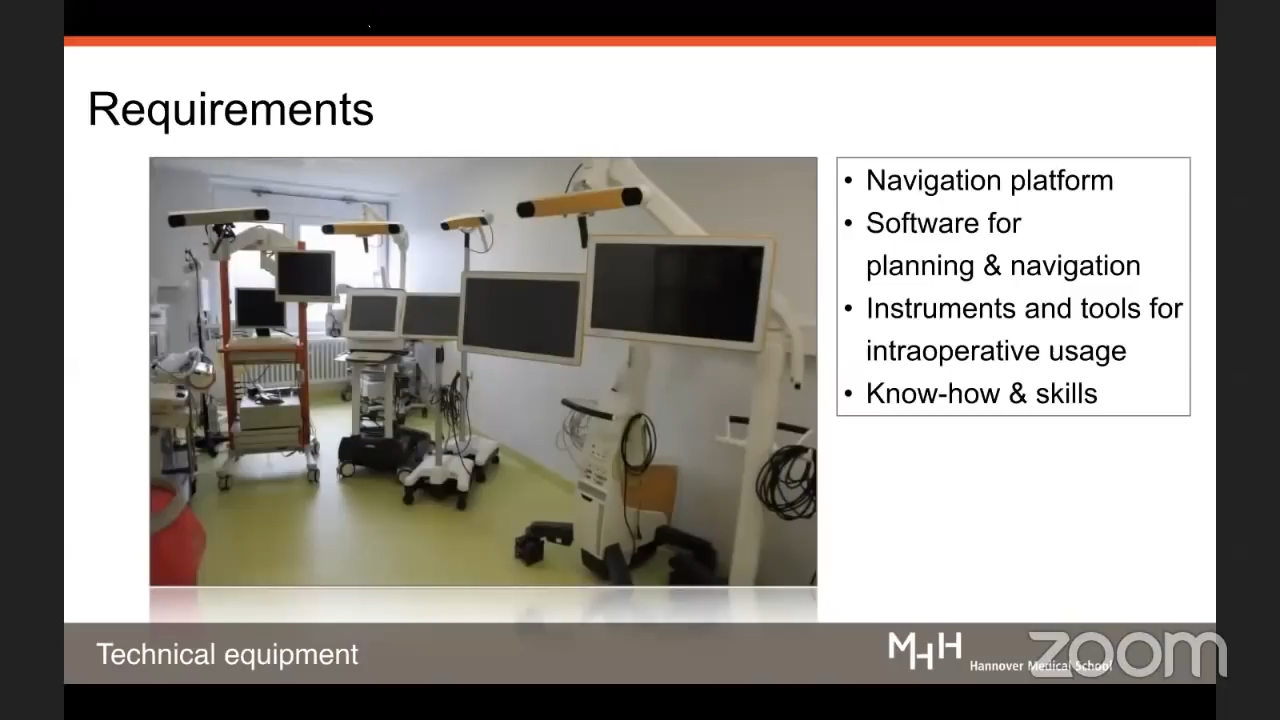 Requirements
• Navigation platform
• Software for
planning & navigation
• Instruments and tools for
intraoperative usage
• Know-how & skills
Technical equipment
MHH
Hannover Medical School
zoom